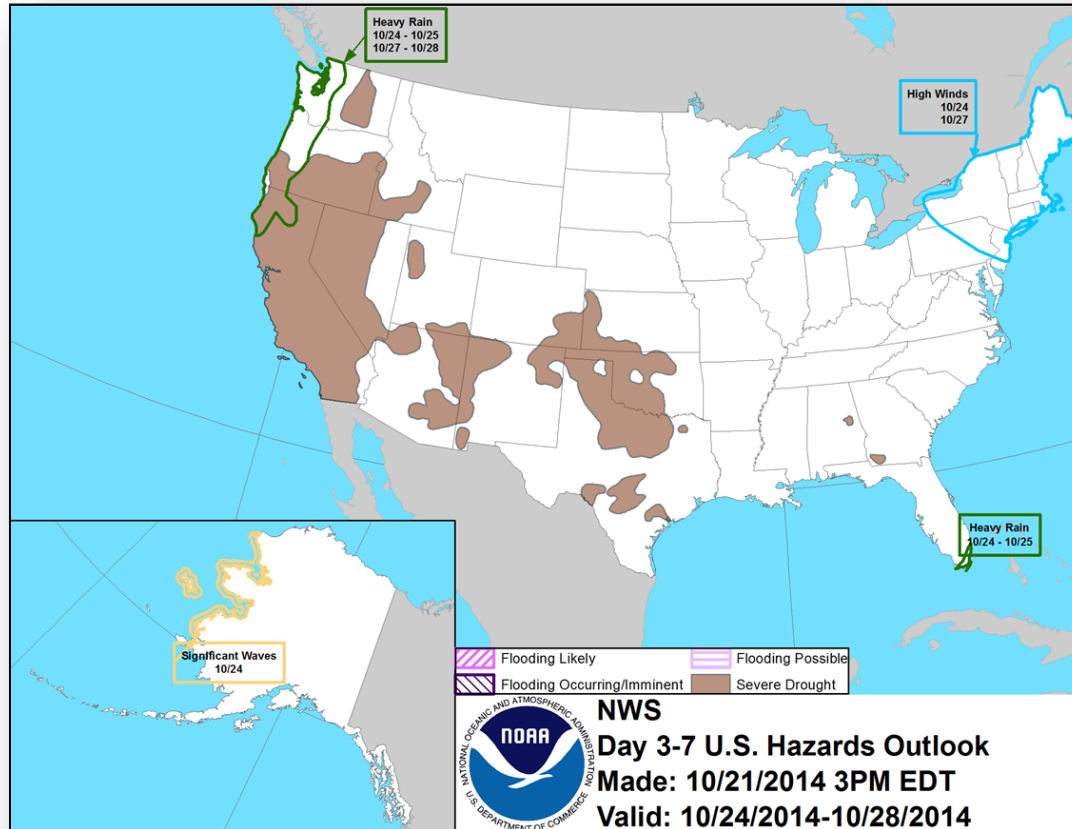 Heavy Rain
10/24 - 10/25
10/27 - 10/28
High Winds
10/24
10/27
Heavy Rain
10/24 - 10/25
Significant Waves
10/24
Flooding Likely
Flooding Possible
Flooding Occurring/Imminent
Severe Drought
NATIONAL OCEANIC AND ATMOSPHERIC ADMINISTRATION
NOAA
U.S. DEPARTMENT OF COMMERCE
NWS
Day 3-7 U.S. Hazards Outlook
Made: 10/21/2014 3PM EDT
Valid: 10/24/2014-10/28/2014